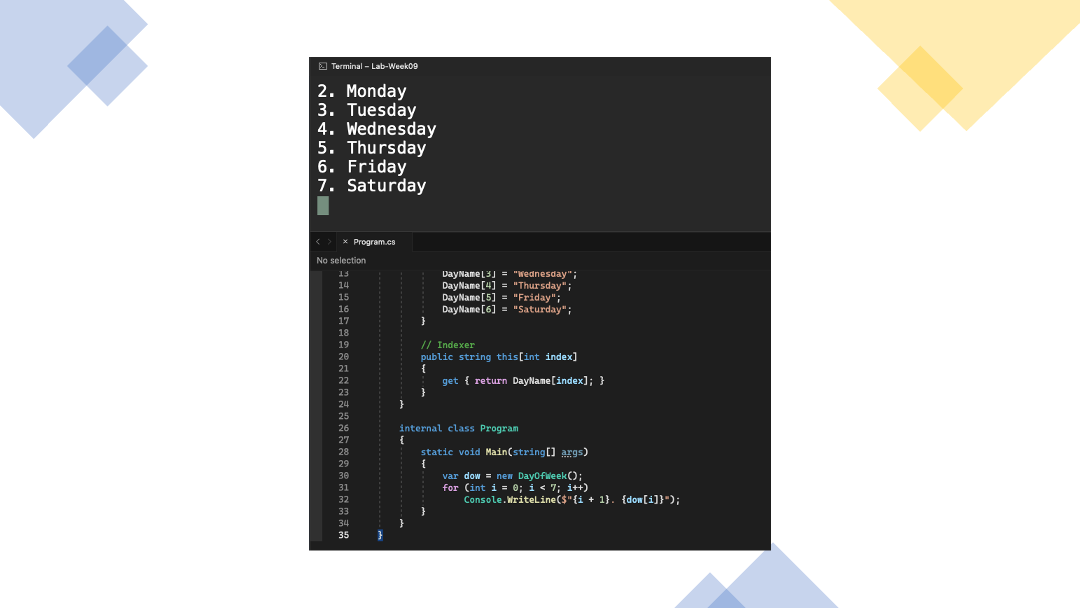 Terminal – Lab-Week09
2. Monday
3. Tuesday
4. Wednesday
5. Thursday
6. Friday
7. Saturday
Program.cs
No selection
13 DayName[3] = "Wednesday";
14 DayName[4] = "Thursday";
15 DayName[5] = "Friday";
16 DayName[6] = "Saturday";
17 }
18
19 // Indexer
20 public string this[int index]
21 {
22 get { return DayName[index]; }
23 }
24 }
25
26 internal class Program
27 {
28 static void Main(string[] args)
29 {
30 var dow = new DayOfWeek();
31 for (int i = 0; i < 7; i++)
32 Console.WriteLine($"{i + 1}. {dow[i]}");
33 }
34 }
35 }